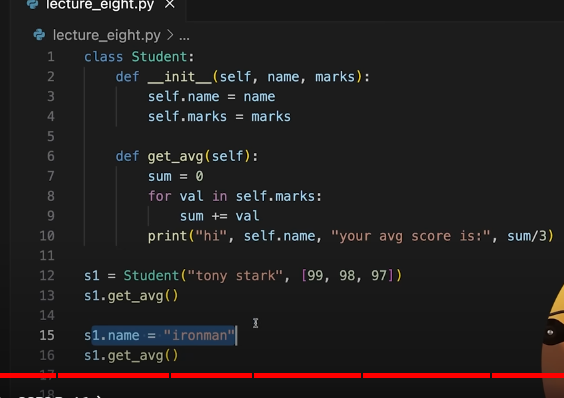 lecture_eight.py ×
lecture_eight.py > ...
1 class Student:
2     def __init__(self, name, marks):
3         self.name = name
4         self.marks = marks
5
6     def get_avg(self):
7         sum = 0
8         for val in self.marks:
9             sum += val
10         print("hi", self.name, "your avg score is:", sum/3)
11
12 s1 = Student("tony stark", [99, 98, 97])
13 s1.get_avg()
14
15 s1.name = "ironman"
16 s1.get_avg()
17
18